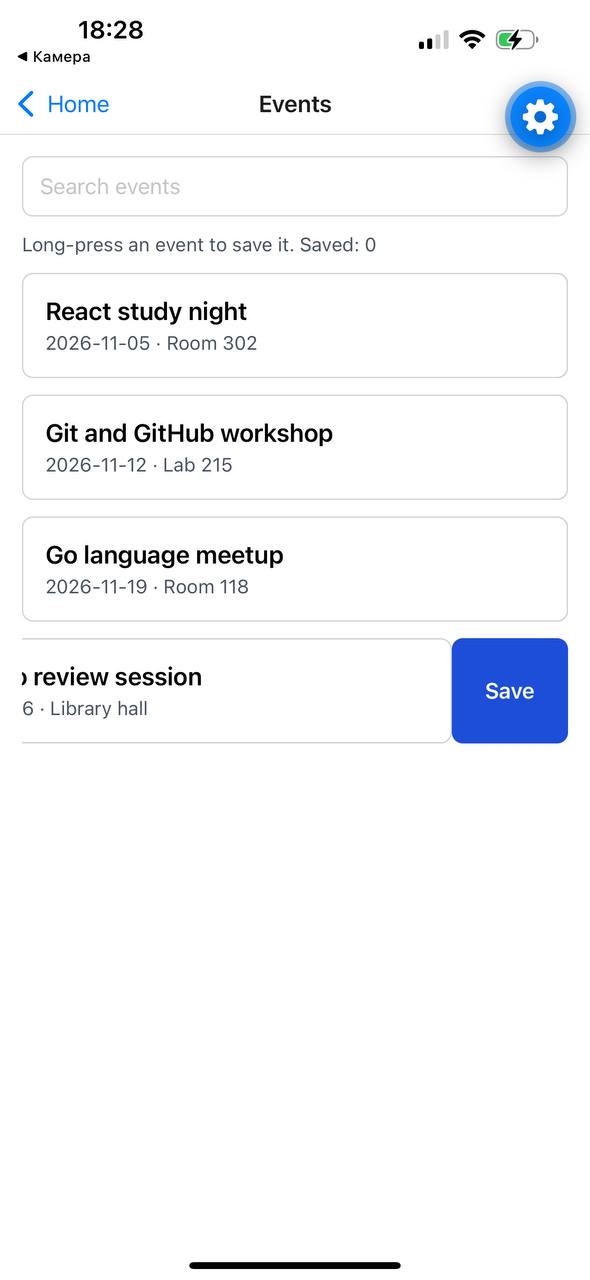 18:28
◀ Камера
Home
Events
Search events
Long-press an event to save it. Saved: 0
React study night
2026-11-05 · Room 302
Git and GitHub workshop
2026-11-12 · Lab 215
Go language meetup
2026-11-19 · Room 118
review session
6 · Library hall
Save